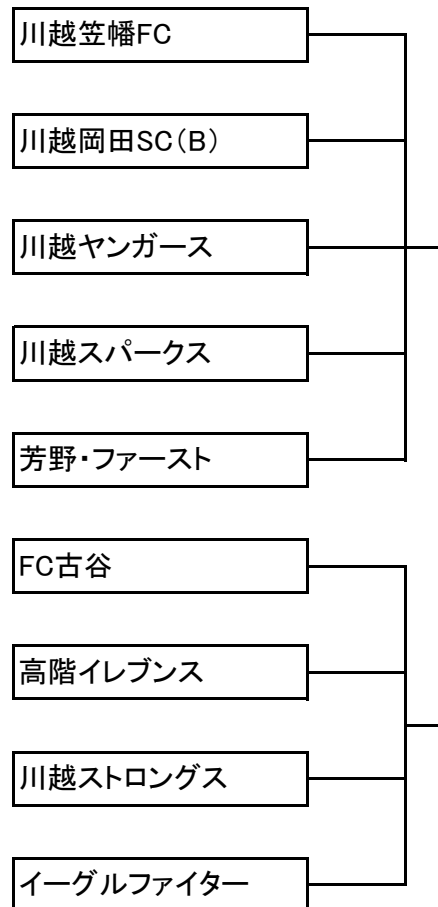 川越笠幡FC
川越岡田SC（B）
川越ヤンガース
川越スパークス
芳野・ファースト
FC古谷
高階イレブンス
川越ストロングス
イーグルファイター